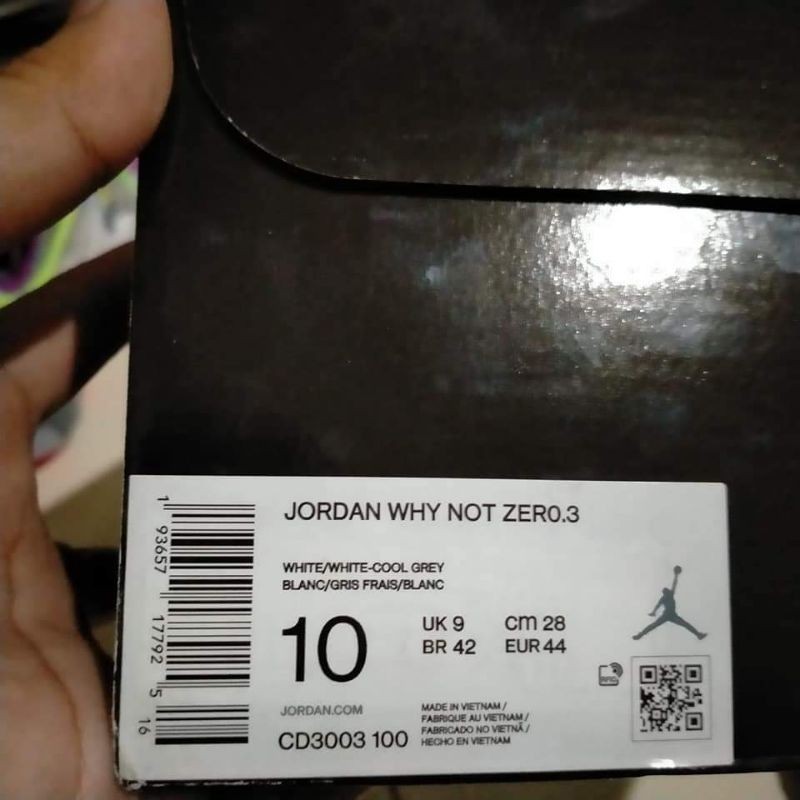 JORDAN WHY NOT ZER0.3
WHITE/WHITE-COOL GREY
BLANC/GRIS FRAIS/BLANC
10
UK 9 cm 28
BR 42 EUR 44
JORDAN.COM
CD3003 100
MADE IN VIETNAM /
FABRIQUE AU VIETNAM /
FABRICADO NO VIETNÃ /
HECHO EN VIETNAM
1 93657 17792 5
16
RFID